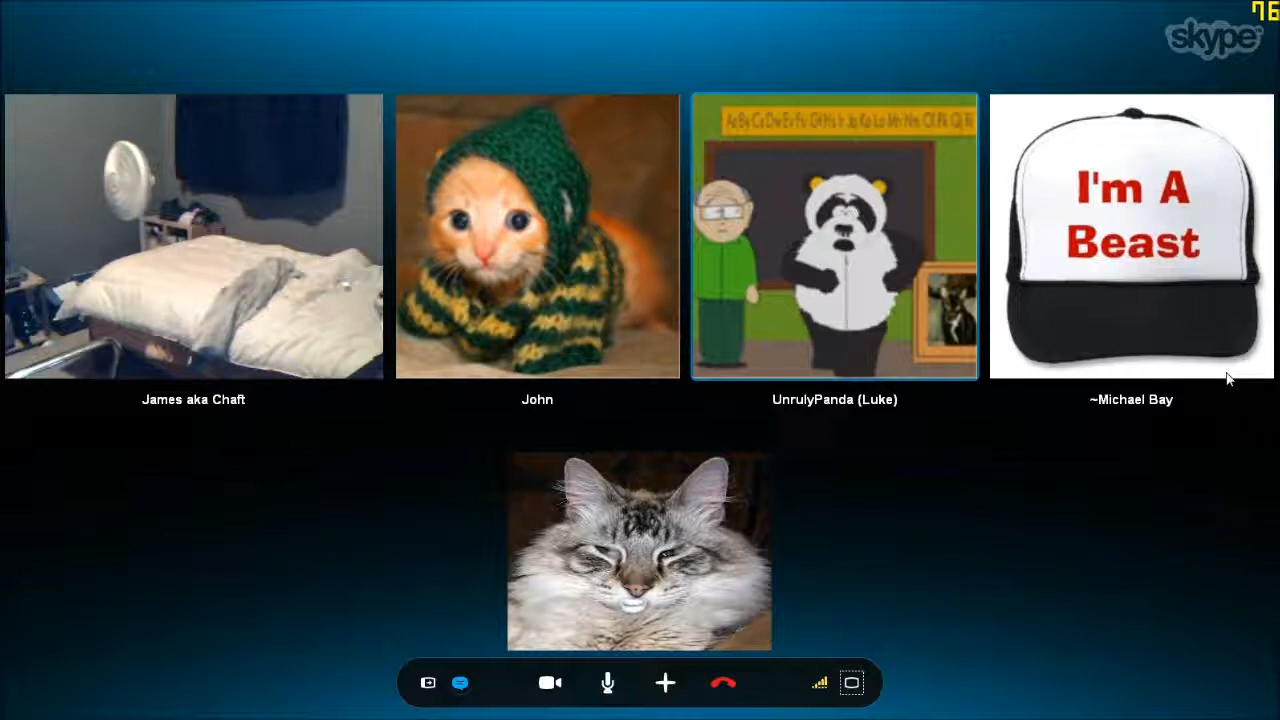 76
skype
I'm A
Beast
James aka Chaft
John
UnrulyPanda (Luke)
~Michael Bay